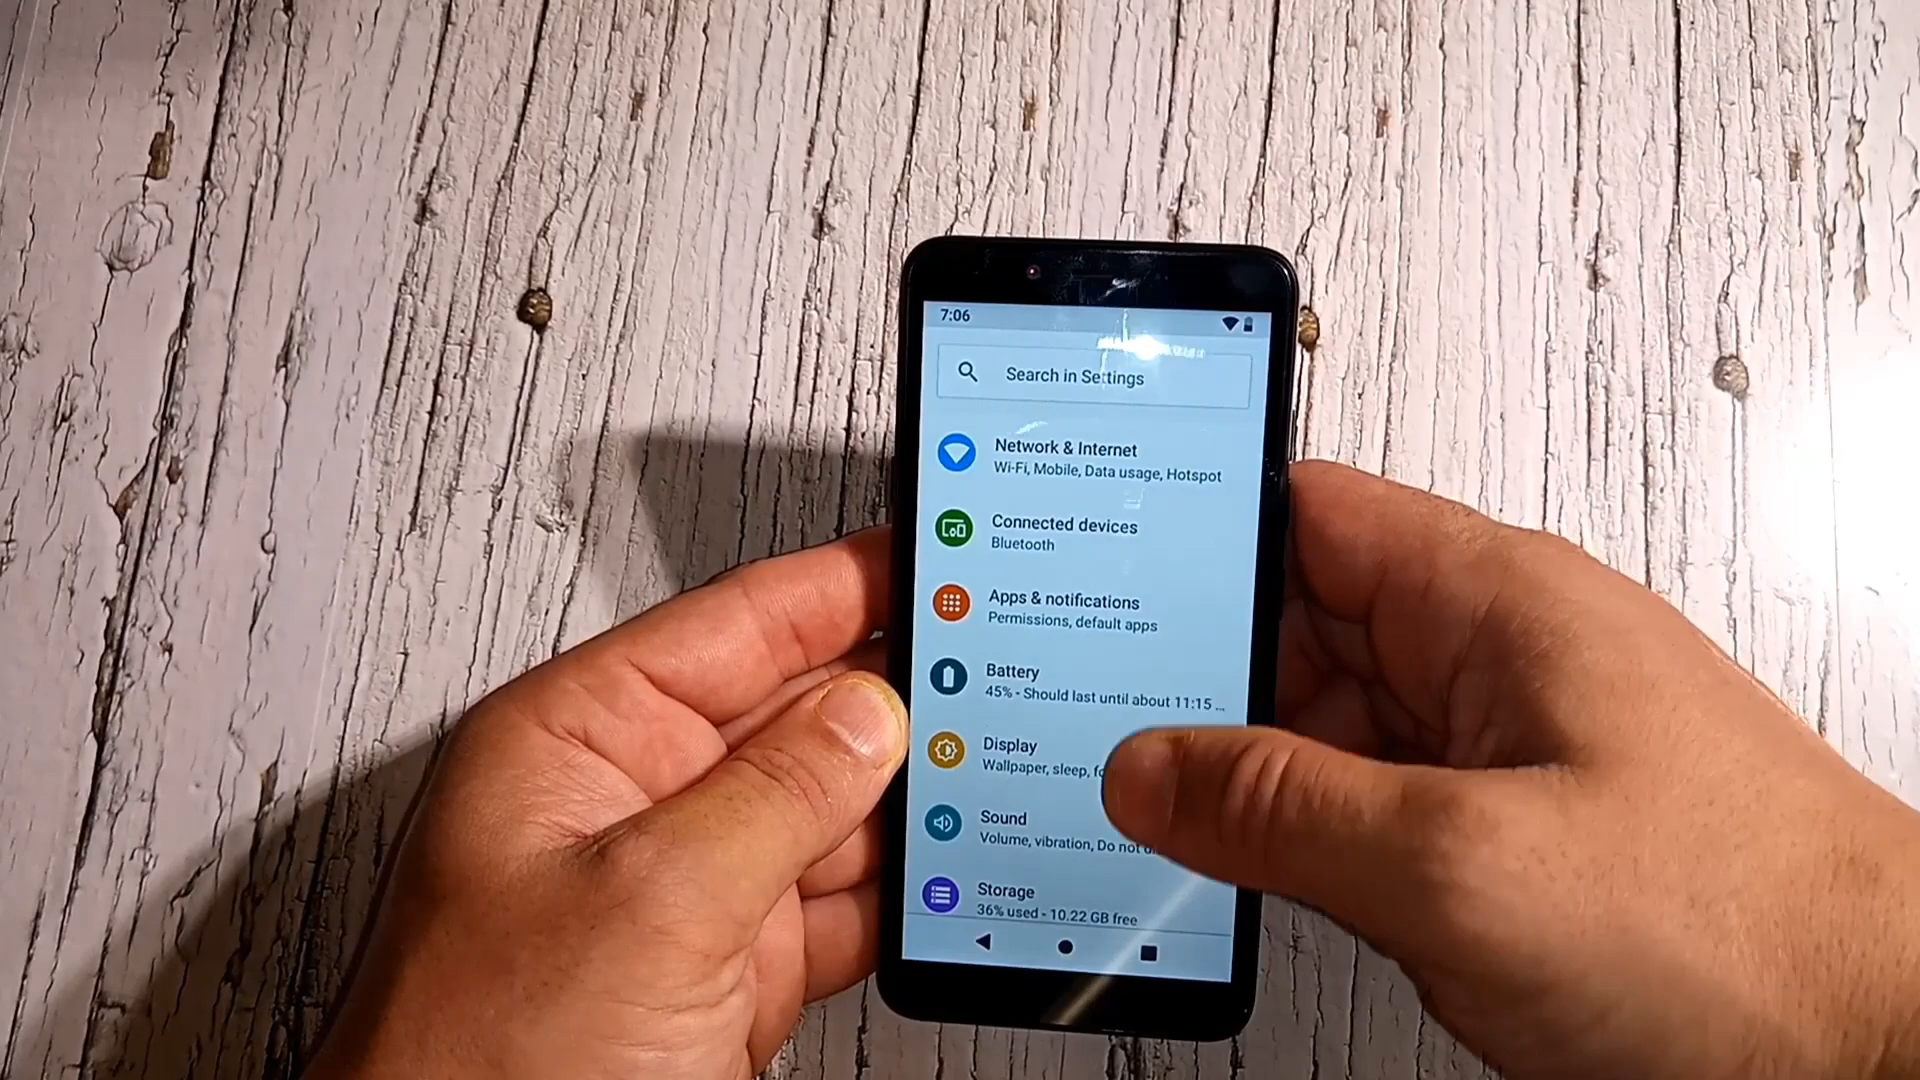 7:06
Search in Settings
Network & Internet
Wi-Fi, Mobile, Data usage, Hotspot
Connected devices
Bluetooth
Apps & notifications
Permissions, default apps
Battery
45% - Should last until about 11:15 ...
Display
Wallpaper, sleep,
Sound
Volume, vibration, Do not
Storage
36% used - 10.22 GB free